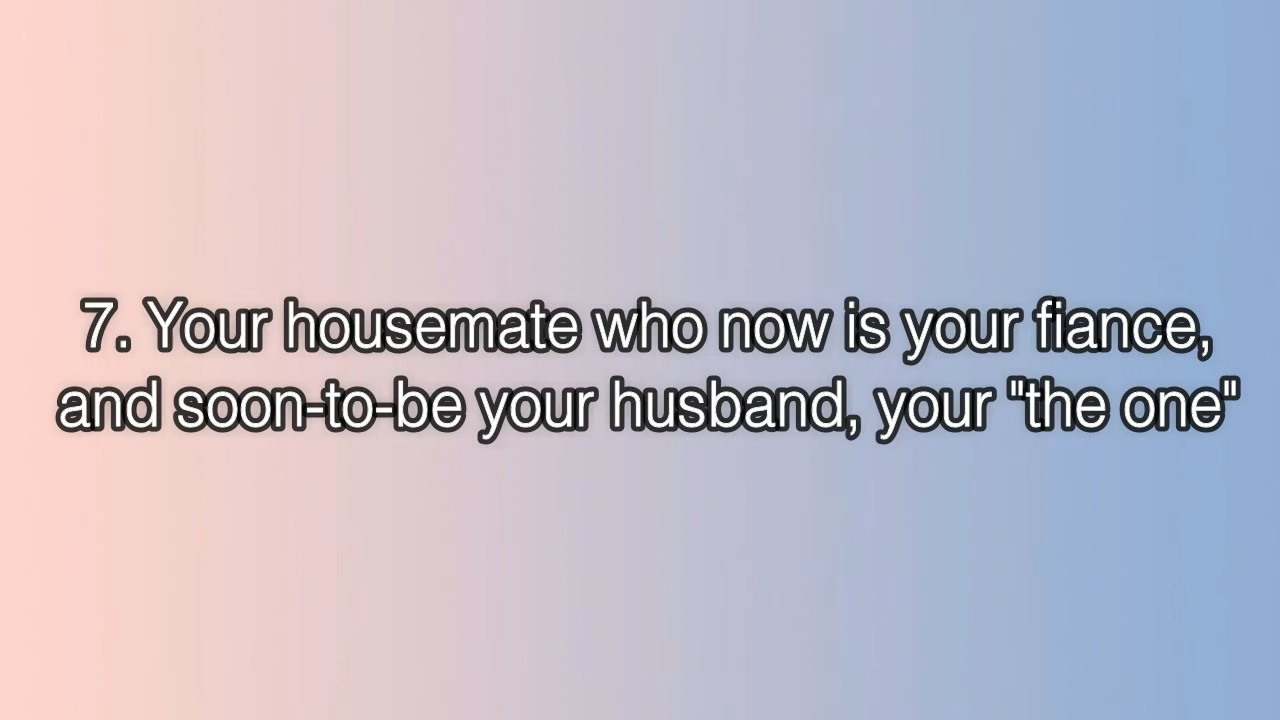 7. Your housemate who now is your fiance,
and soon-to-be your husband, your "the one"